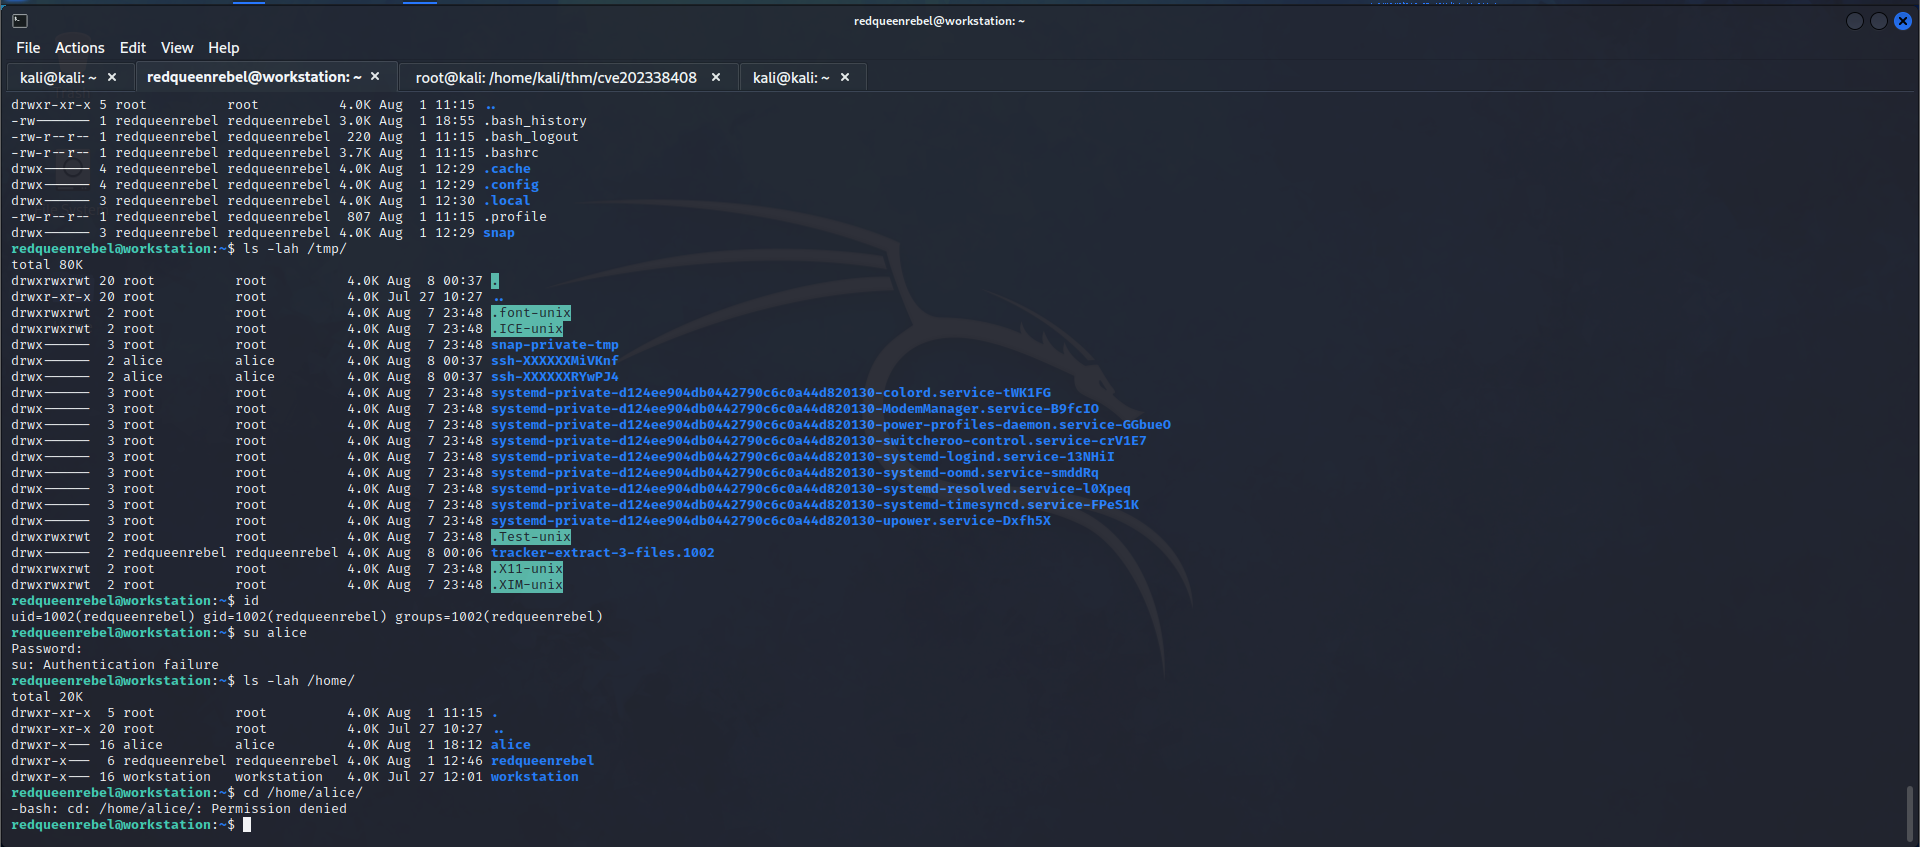 redqueenrebel@workstation: ~
File Actions Edit View Help
kali@kali: ~ × redqueenrebel@workstation: ~ × root@kali: /home/kali/thm/cve202338408 × kali@kali: ~ ×
drwxr-xr-x 5 root          root          4.0K Aug  1 11:15 ..
-rw------- 1 redqueenrebel redqueenrebel 3.0K Aug  1 18:55 .bash_history
-rw-r--r-- 1 redqueenrebel redqueenrebel  220 Aug  1 11:15 .bash_logout
-rw-r--r-- 1 redqueenrebel redqueenrebel 3.7K Aug  1 11:15 .bashrc
drwx------ 4 redqueenrebel redqueenrebel 4.0K Aug  1 12:29 .cache
drwx------ 4 redqueenrebel redqueenrebel 4.0K Aug  1 12:29 .config
drwx------ 3 redqueenrebel redqueenrebel 4.0K Aug  1 12:30 .local
-rw-r--r-- 1 redqueenrebel redqueenrebel  807 Aug  1 11:15 .profile
drwx------ 3 redqueenrebel redqueenrebel 4.0K Aug  1 12:29 snap
redqueenrebel@workstation:~$ ls -lah /tmp/
total 80K
drwxrwxrwt 20 root          root          4.0K Aug  8 00:37 .
drwxr-xr-x 20 root          root          4.0K Jul 27 10:27 ..
drwxrwxrwt  2 root          root          4.0K Aug  7 23:48 .font-unix
drwxrwxrwt  2 root          root          4.0K Aug  7 23:48 .ICE-unix
drwx------  3 root          root          4.0K Aug  7 23:48 snap-private-tmp
drwx------  2 alice         alice         4.0K Aug  8 00:37 ssh-XXXXXXMiVKnf
drwx------  2 alice         alice         4.0K Aug  8 00:37 ssh-XXXXXXRYwPJ4
drwx------  3 root          root          4.0K Aug  7 23:48 systemd-private-d124ee904db0442790c6c0a44d820130-colord.service-tWK1FG
drwx------  3 root          root          4.0K Aug  7 23:48 systemd-private-d124ee904db0442790c6c0a44d820130-ModemManager.service-B9fcIO
drwx------  3 root          root          4.0K Aug  7 23:48 systemd-private-d124ee904db0442790c6c0a44d820130-power-profiles-daemon.service-GGbueO
drwx------  3 root          root          4.0K Aug  7 23:48 systemd-private-d124ee904db0442790c6c0a44d820130-switcheroo-control.service-crV1E7
drwx------  3 root          root          4.0K Aug  7 23:48 systemd-private-d124ee904db0442790c6c0a44d820130-systemd-logind.service-13NHiI
drwx------  3 root          root          4.0K Aug  7 23:48 systemd-private-d124ee904db0442790c6c0a44d820130-systemd-oomd.service-smddRq
drwx------  3 root          root          4.0K Aug  7 23:48 systemd-private-d124ee904db0442790c6c0a44d820130-systemd-resolved.service-l0Xpeq
drwx------  3 root          root          4.0K Aug  7 23:48 systemd-private-d124ee904db0442790c6c0a44d820130-systemd-timesyncd.service-FPeS1K
drwx------  3 root          root          4.0K Aug  7 23:48 systemd-private-d124ee904db0442790c6c0a44d820130-upower.service-Dxfh5X
drwxrwxrwt  2 root          root          4.0K Aug  7 23:48 .Test-unix
drwx------  2 redqueenrebel redqueenrebel 4.0K Aug  8 00:06 tracker-extract-3-files.1002
drwxrwxrwt  2 root          root          4.0K Aug  7 23:48 .X11-unix
drwxrwxrwt  2 root          root          4.0K Aug  7 23:48 .XIM-unix
redqueenrebel@workstation:~$ id
uid=1002(redqueenrebel) gid=1002(redqueenrebel) groups=1002(redqueenrebel)
redqueenrebel@workstation:~$ su alice
Password:
su: Authentication failure
redqueenrebel@workstation:~$ ls -lah /home/
total 20K
drwxr-xr-x  5 root          root          4.0K Aug  1 11:15 .
drwxr-xr-x 20 root          root          4.0K Jul 27 10:27 ..
drwxr-x--- 16 alice         alice         4.0K Aug  1 18:12 alice
drwxr-x---  6 redqueenrebel redqueenrebel 4.0K Aug  1 12:46 redqueenrebel
drwxr-x--- 16 workstation   workstation   4.0K Jul 27 12:01 workstation
redqueenrebel@workstation:~$ cd /home/alice/
-bash: cd: /home/alice/: Permission denied
redqueenrebel@workstation:~$